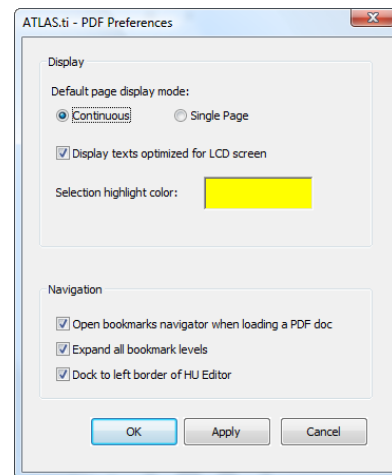 ATLAS.ti - PDF Preferences
Display
Default page display mode:
Continuous
Single Page
Display texts optimized for LCD screen
Selection highlight color:
Navigation
Open bookmarks navigator when loading a PDF doc
Expand all bookmark levels
Dock to left border of HU Editor
OK
Apply
Cancel